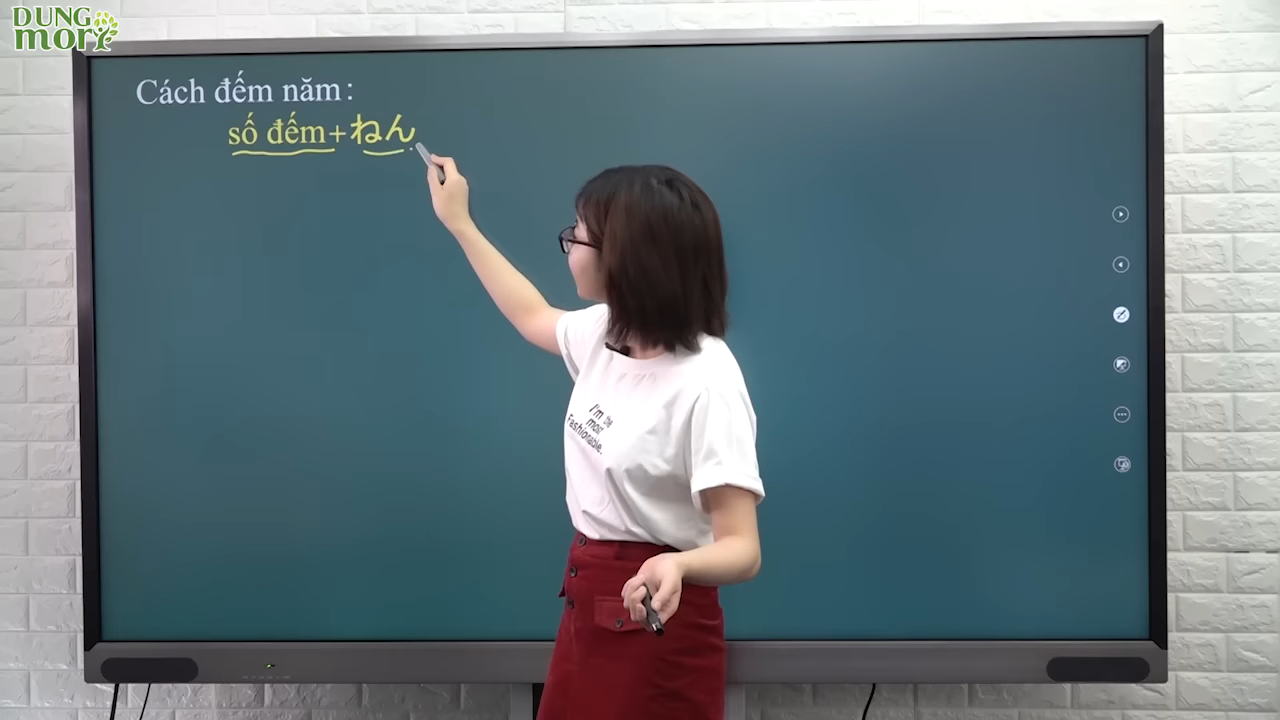 DUNG
mori
Cách đếm năm:
số đếm+ねん
I'm the
most
Fashionable.